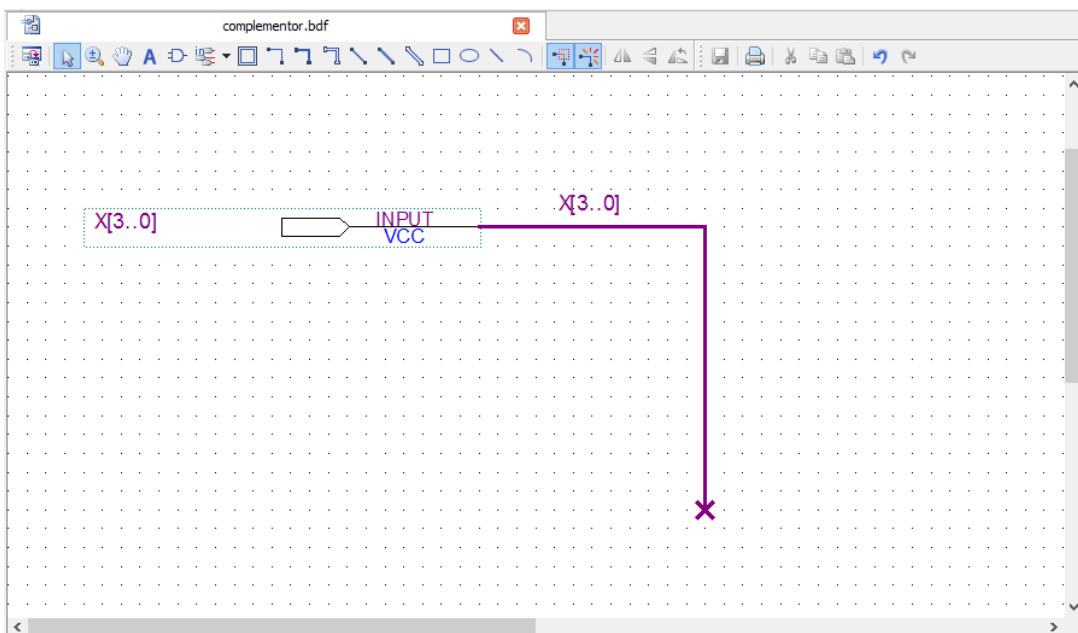 complementor.bdf
A
X[3..0]
X[3..0]
INPUT
VCC